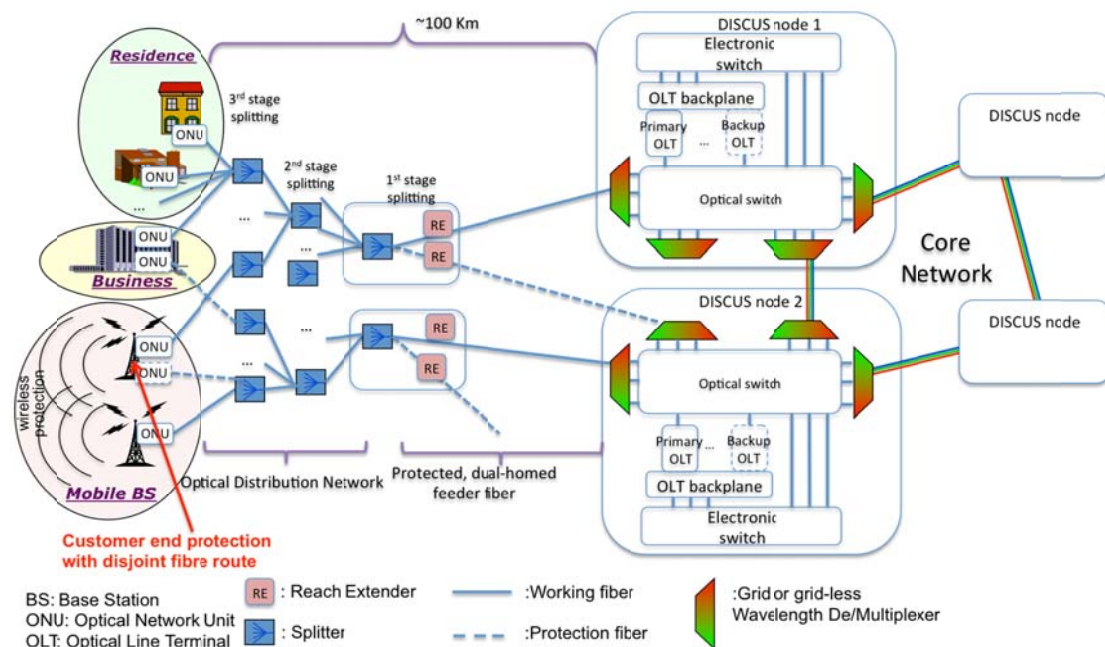 ~100 Km
DISCUS node 1
Electronic
switch
OLT backplane
Primary
OLT
...
Backup
OLT
Optical switch
Residence
ONU
ONU
...
3rd stage
splitting
2nd stage
splitting
1st stage
splitting
...
...
RE
RE
ONU
ONU
Business
DISCUS node
Core
Network
DISCUS node
DISCUS node 2
Optical switch
Primary
OLT
...
Backup
OLT
OLT backplane
Electronic
switch
...
...
RE
RE
wireless
protection
ONU
ONU
ONU
Mobile BS
Optical Distribution Network
Protected, dual-homed
feeder fiber
Customer end protection
with disjoint fibre route
BS: Base Station
ONU: Optical Network Unit
OLT: Optical Line Terminal
RE : Reach Extender
: Splitter
:Working fiber
:Protection fiber
:Grid or grid-less
Wavelength De/Multiplexer